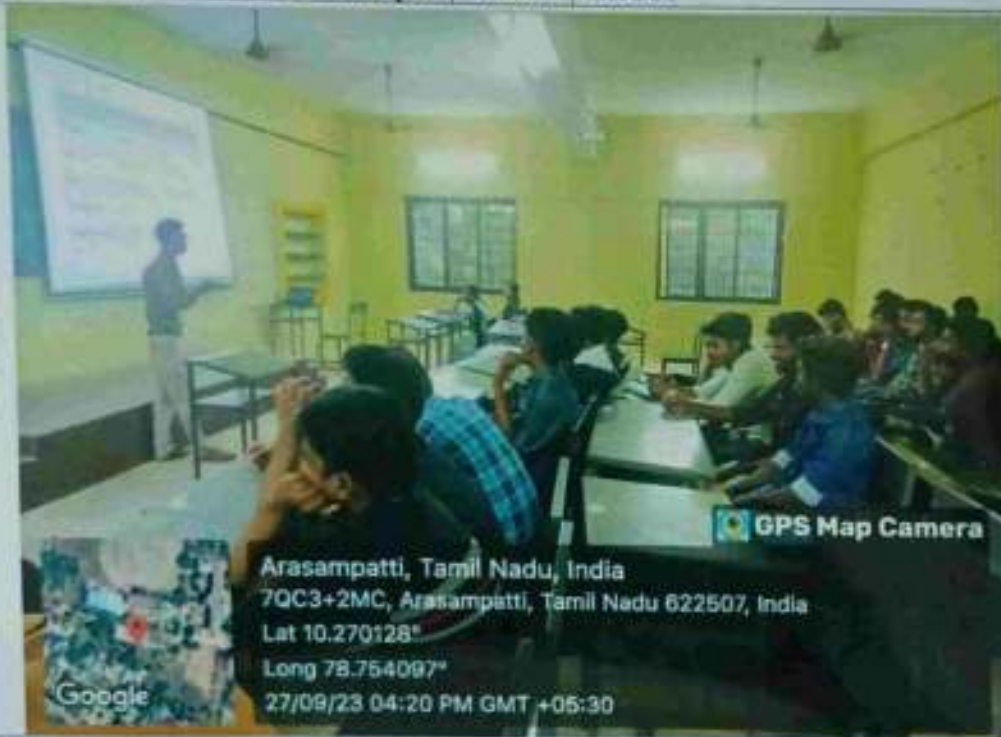 GPS Map Camera
Arasampatti, Tamil Nadu, India
7QC3+2MC, Arasampatti, Tamil Nadu 622507, India
Lat 10.270128°
Long 78.754097°
27/09/23 04:20 PM GMT +05:30
Google